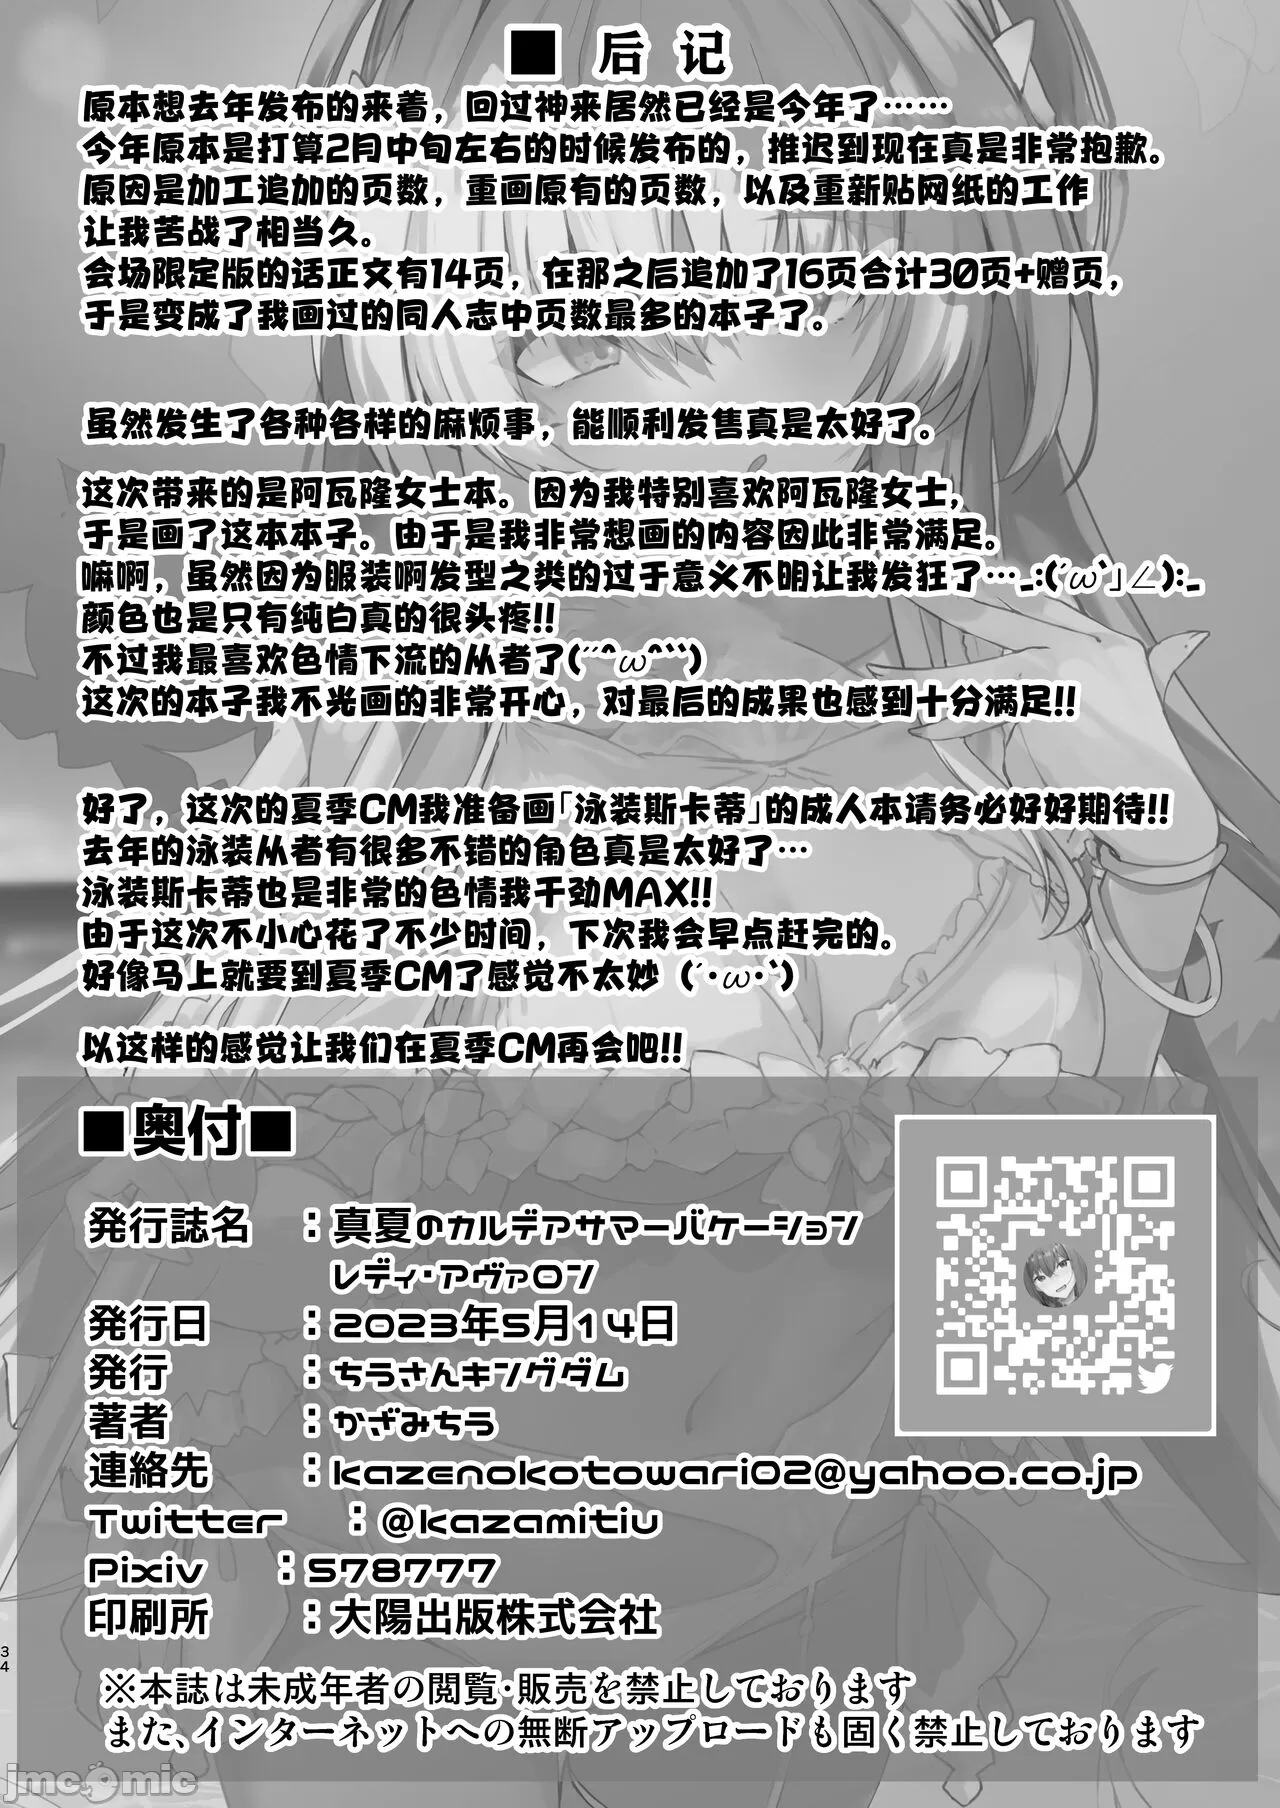 ■ 后 记
原本想去年发布的来着，回过神来居然已经是今年了……
今年原本是打算2月中旬左右的时候发布的，推迟到现在真是非常抱歉。
原因是加工追加的页数，重画原有的页数，以及重新贴网纸的工作
让我苦战了相当久。
会场限定版的话正文有14页，在那之后追加了16页合计30页+赠页，
于是变成了我画过的同人志中页数最多的本子了。
虽然发生了各种各样的麻烦事，能顺利发售真是太好了。
这次带来的是阿瓦隆女士本。因为我特别喜欢阿瓦隆女士，
于是画了这本本子。由于是我非常想画的内容因此非常满足。
嘛啊，虽然因为服装啊发型之类的过于意义不明让我发狂了…_:(´ω`｣∠):_
颜色也是只有纯白真的很头疼!!
不过我最喜欢色情下流的从者了(˝^ω^˝)
这次的本子我不光画的非常开心，对最后的成果也感到十分满足!!
好了，这次的夏季CM我准备画「泳装斯卡蒂」的成人本请务必好好期待!!
去年的泳装从者有很多不错的角色真是太好了…
泳装斯卡蒂也是非常的色情我干劲MAX!!
由于这次不小心花了不少时间，下次我会早点赶完的。
好像马上就要到夏季CM了感觉不太妙（´･ω･`）
以这样的感觉让我们在夏季CM再会吧!!
■奥付■
発行誌名　：真夏のカルデアサマーバケーション
レディ・アヴァロン
発行日　：2023年5月14日
発行　：ちうさんキングダム
著者　：かざみちう
連絡先　：kazenokotowari02@yahoo.co.jp
Twitter　：@kazamitiu
Pixiv　：578777
印刷所　：大陽出版株式会社
34
※本誌は未成年者の閲覧・販売を禁止しております
また、インターネットへの無断アップロードも固く禁止しております
jmcomic